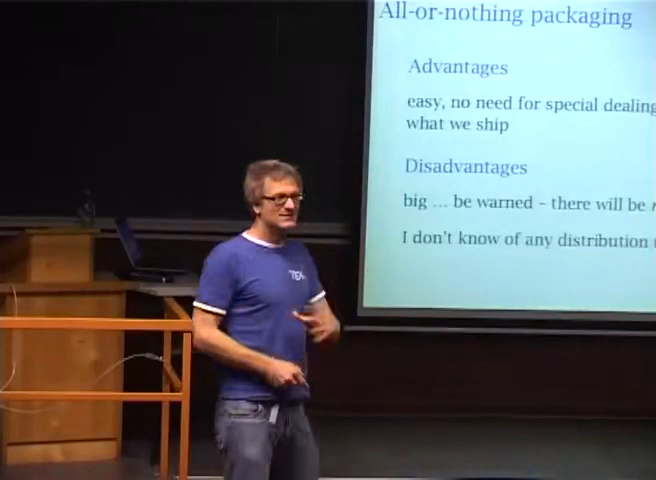 All-or-nothing packaging
Advantages
easy, no need for special dealing
what we ship
Disadvantages
big ... be warned – there will be
I don't know of any distribution